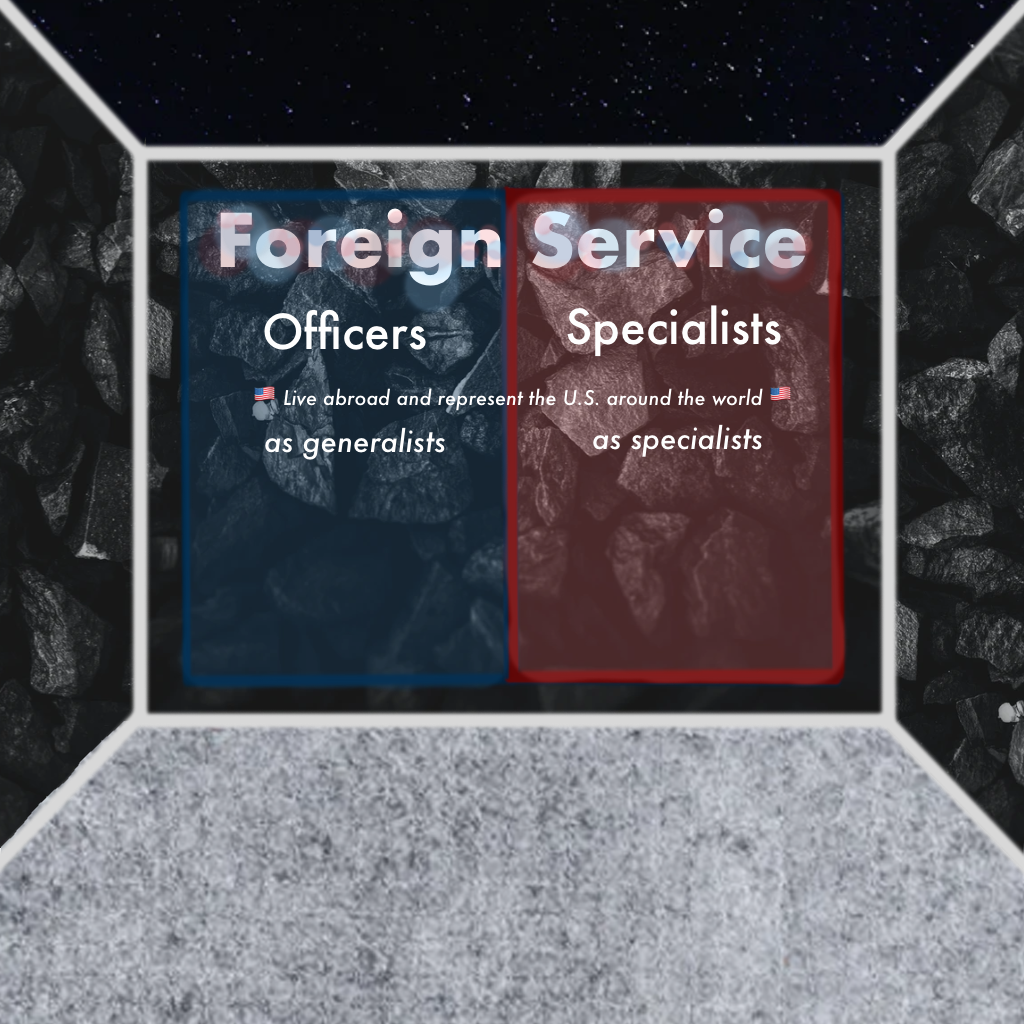 Foreign Service
Officers
Specialists
🇺🇸 Live abroad and represent the U.S. around the world 🇺🇸
as generalists
as specialists